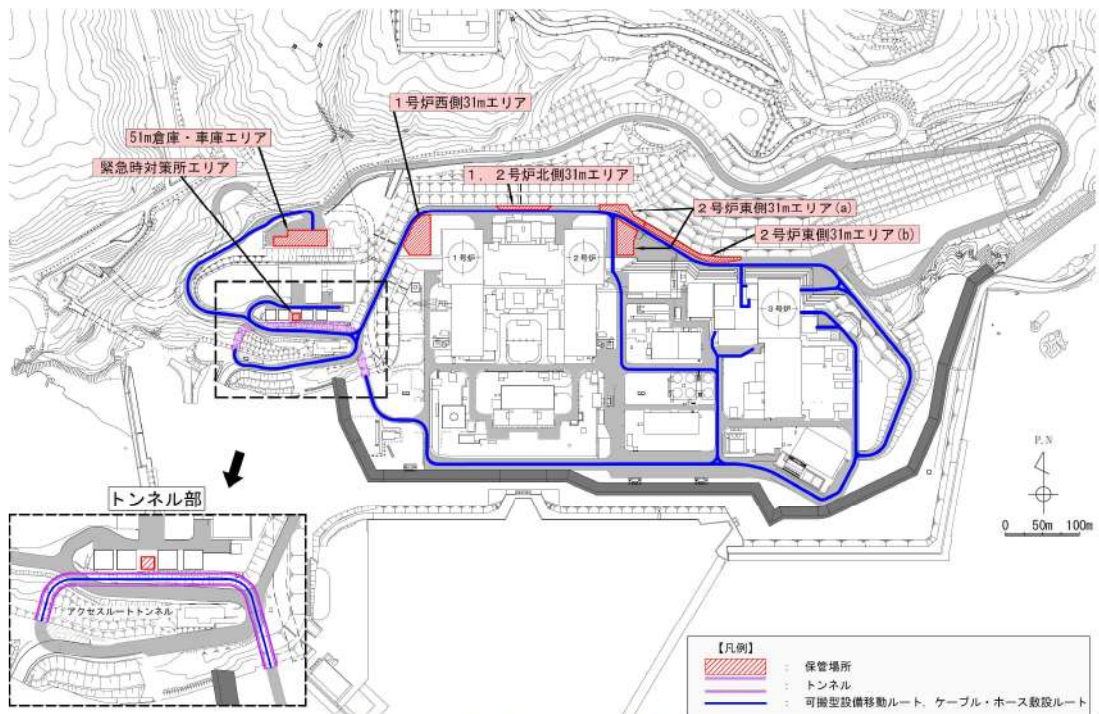 1号炉西側31mエリア
51m倉庫・車庫エリア
緊急時対策所エリア
1,2号炉北側31mエリア
2号炉東側31mエリア(a)
2号炉東側31mエリア(b)
1号炉
2号炉
3号炉
P.N
0 50m 100m
トンネル部
アクセスルートトンネル
【凡例】
: 保管場所
: トンネル
: 可搬型設備移動ルート,ケーブル・ホース敷設ルート